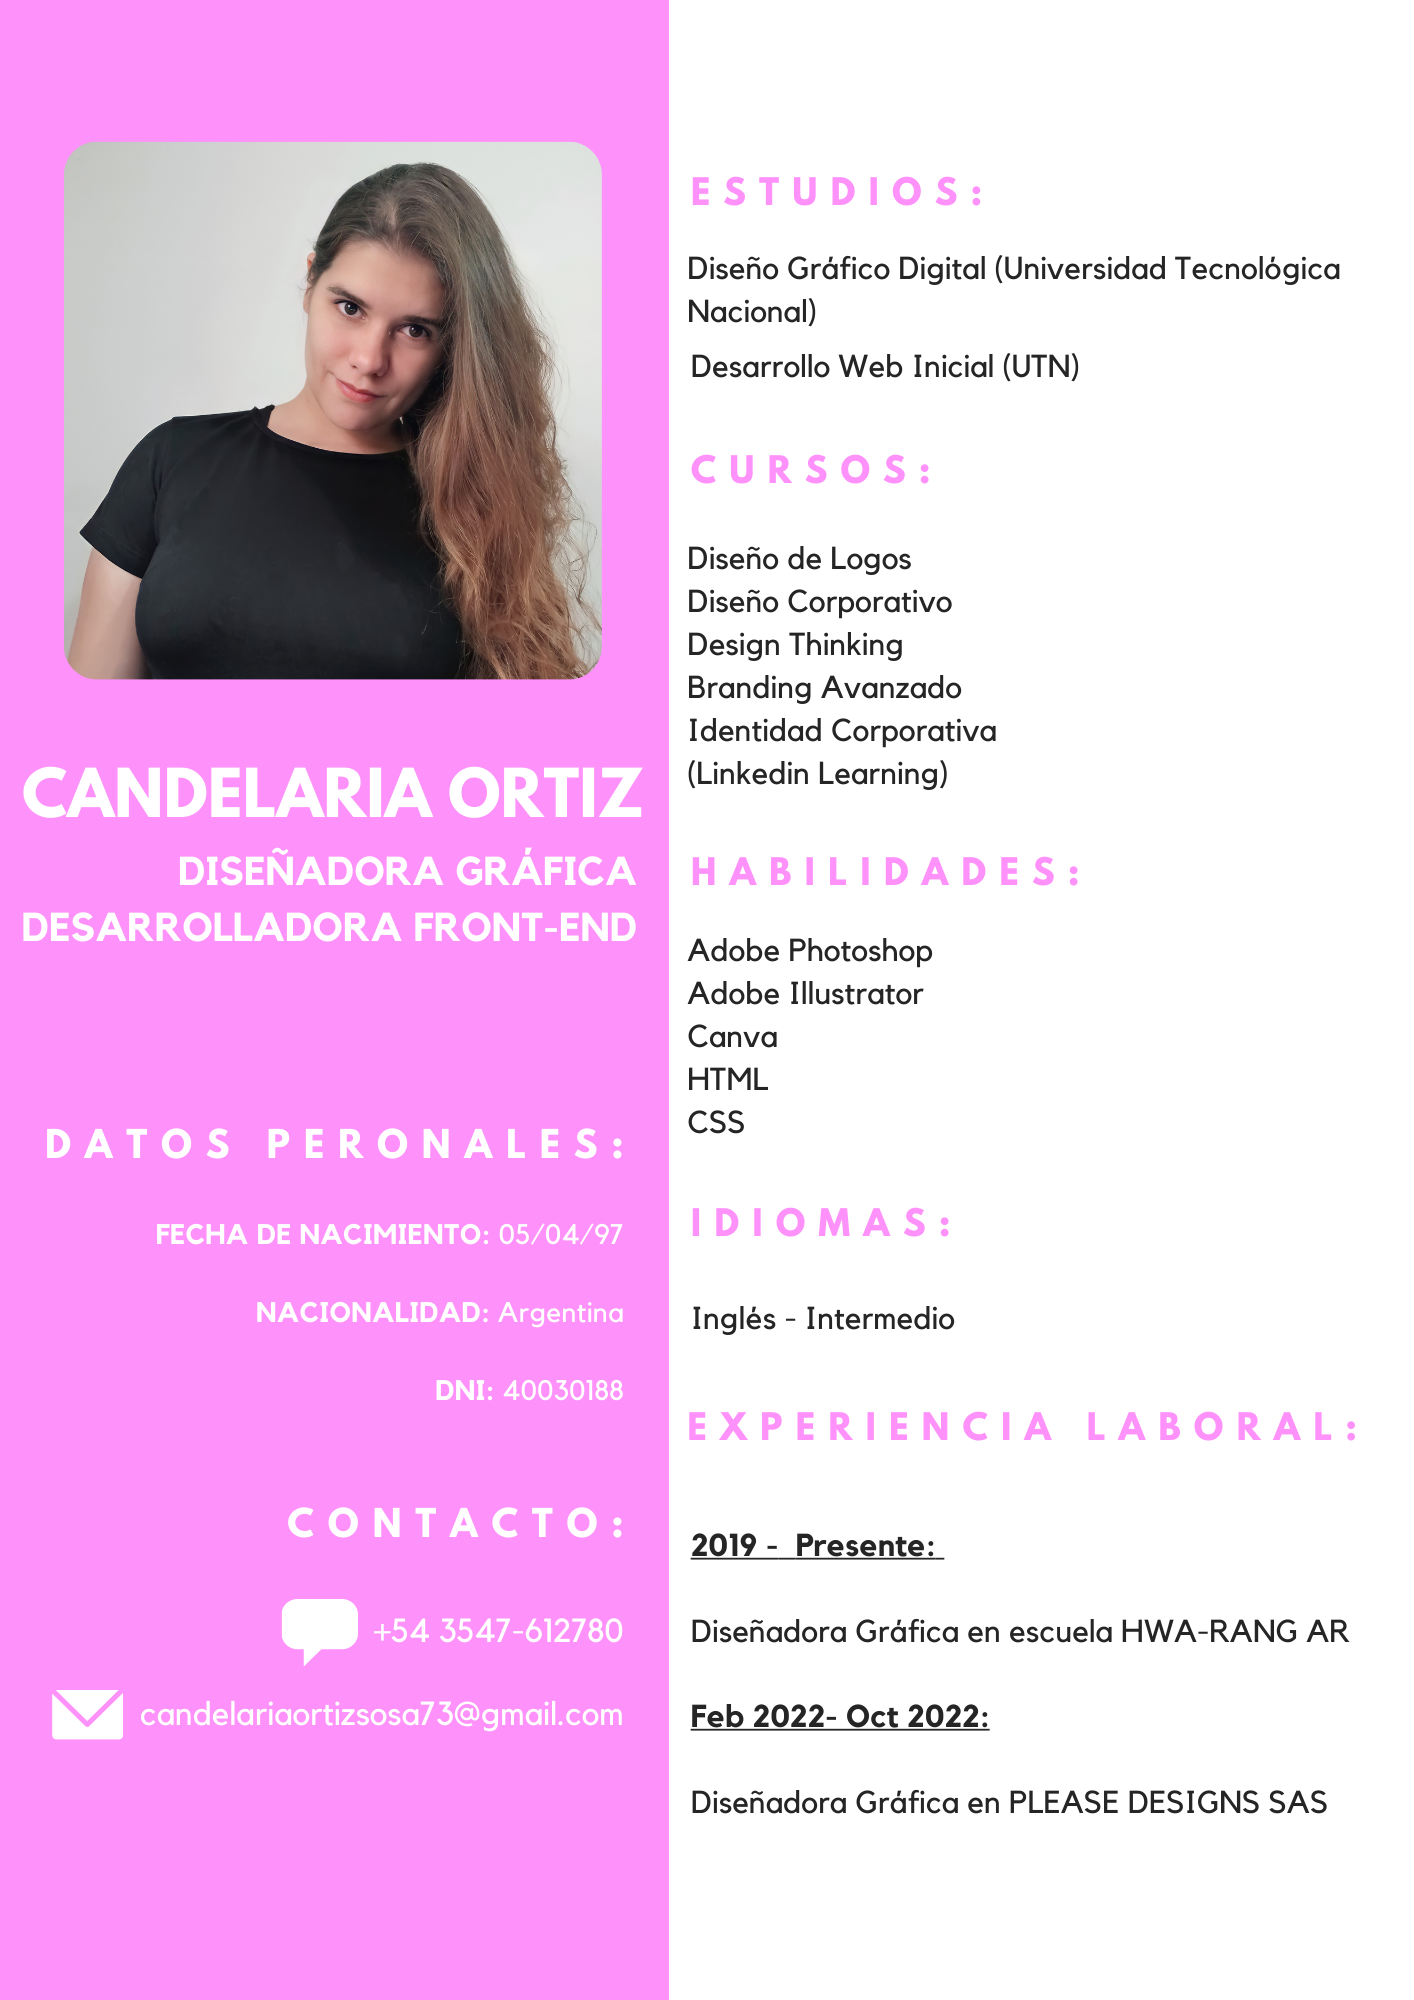 CANDELARIA ORTIZ
DISEÑADORA GRÁFICA
DESARROLLADORA FRONT-END
DATOS PERONALES:
FECHA DE NACIMIENTO: 05/04/97
NACIONALIDAD: Argentina
DNI: 40030188
CONTACTO:
+54 3547-612780
candelariaortizsosa73@gmail.com
ESTUDIOS:
Diseño Gráfico Digital (Universidad Tecnológica
Nacional)
Desarrollo Web Inicial (UTN)
CURSOS:
Diseño de Logos
Diseño Corporativo
Design Thinking
Branding Avanzado
Identidad Corporativa
(Linkedin Learning)
HABILIDADES:
Adobe Photoshop
Adobe Illustrator
Canva
HTML
CSS
IDIOMAS:
Inglés - Intermedio
EXPERIENCIA LABORAL:
2019 - Presente:
Diseñadora Gráfica en escuela HWA-RANG AR
Feb 2022- Oct 2022:
Diseñadora Gráfica en PLEASE DESIGNS SAS